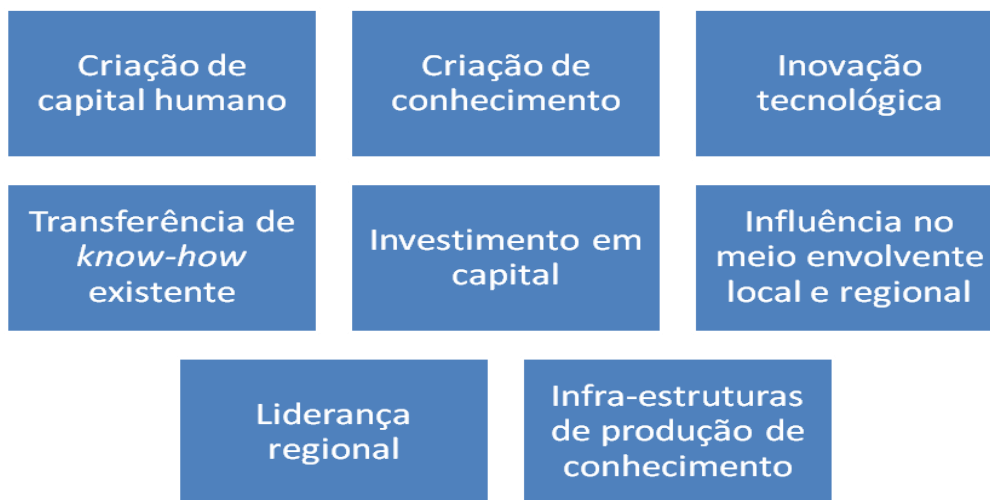 Criação de
capital humano
Criação de
conhecimento
Inovação
tecnológica
Transferência de
know-how
existente
Investimento em
capital
Influência no
meio envolvente
local e regional
Liderança
regional
Infra-estruturas
de produção de
conhecimento